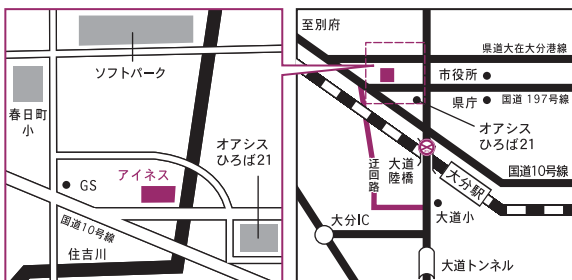 ソフトパーク
春日町
小
オアシス
ひろば21
アイネス
GS
国道10号線
住吉川
至別府
県道大在大分港線
市役所
県庁
国道 197号線
オアシス
ひろば21
迂回路
大道
陸橋
大分駅
国道10号線
大分IC
大道小
大道トンネル